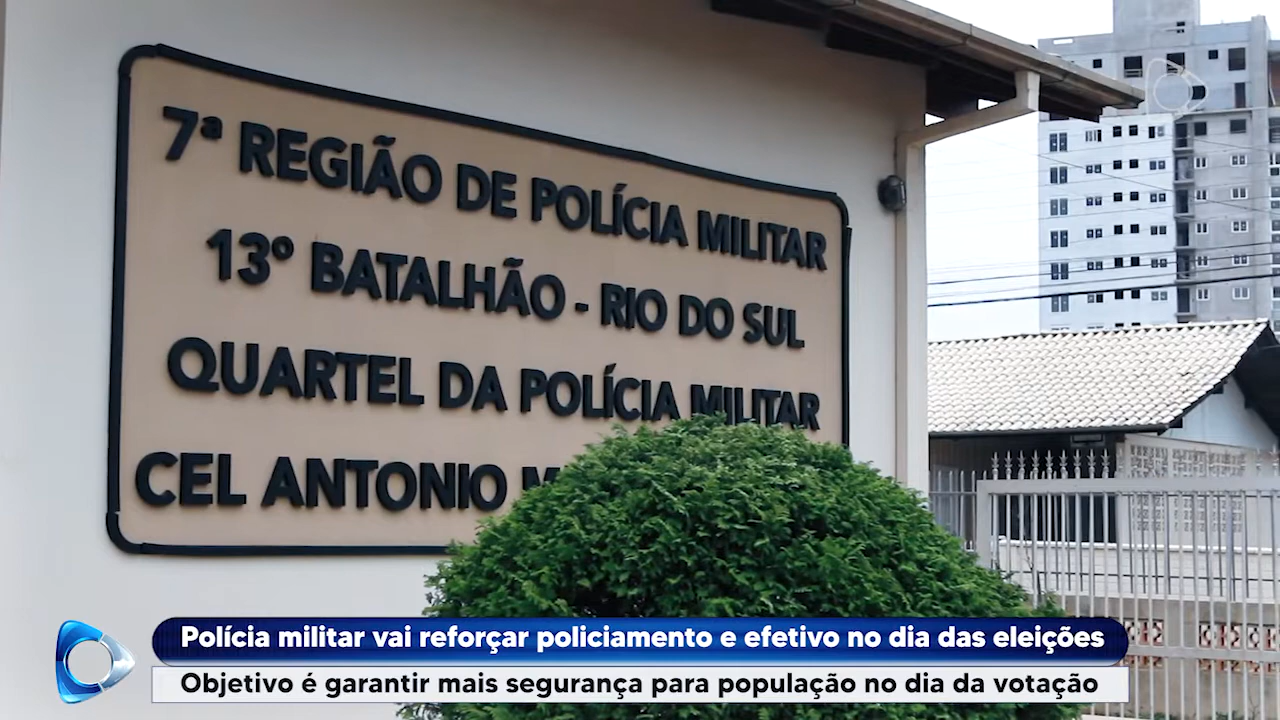 7ª REGIÃO DE POLÍCIA MILITAR
13º BATALHÃO - RIO DO SUL
QUARTEL DA POLÍCIA MILITAR
CEL ANTONIO
Polícia militar vai reforçar policiamento e efetivo no dia das eleições
Objetivo é garantir mais segurança para população no dia da votação